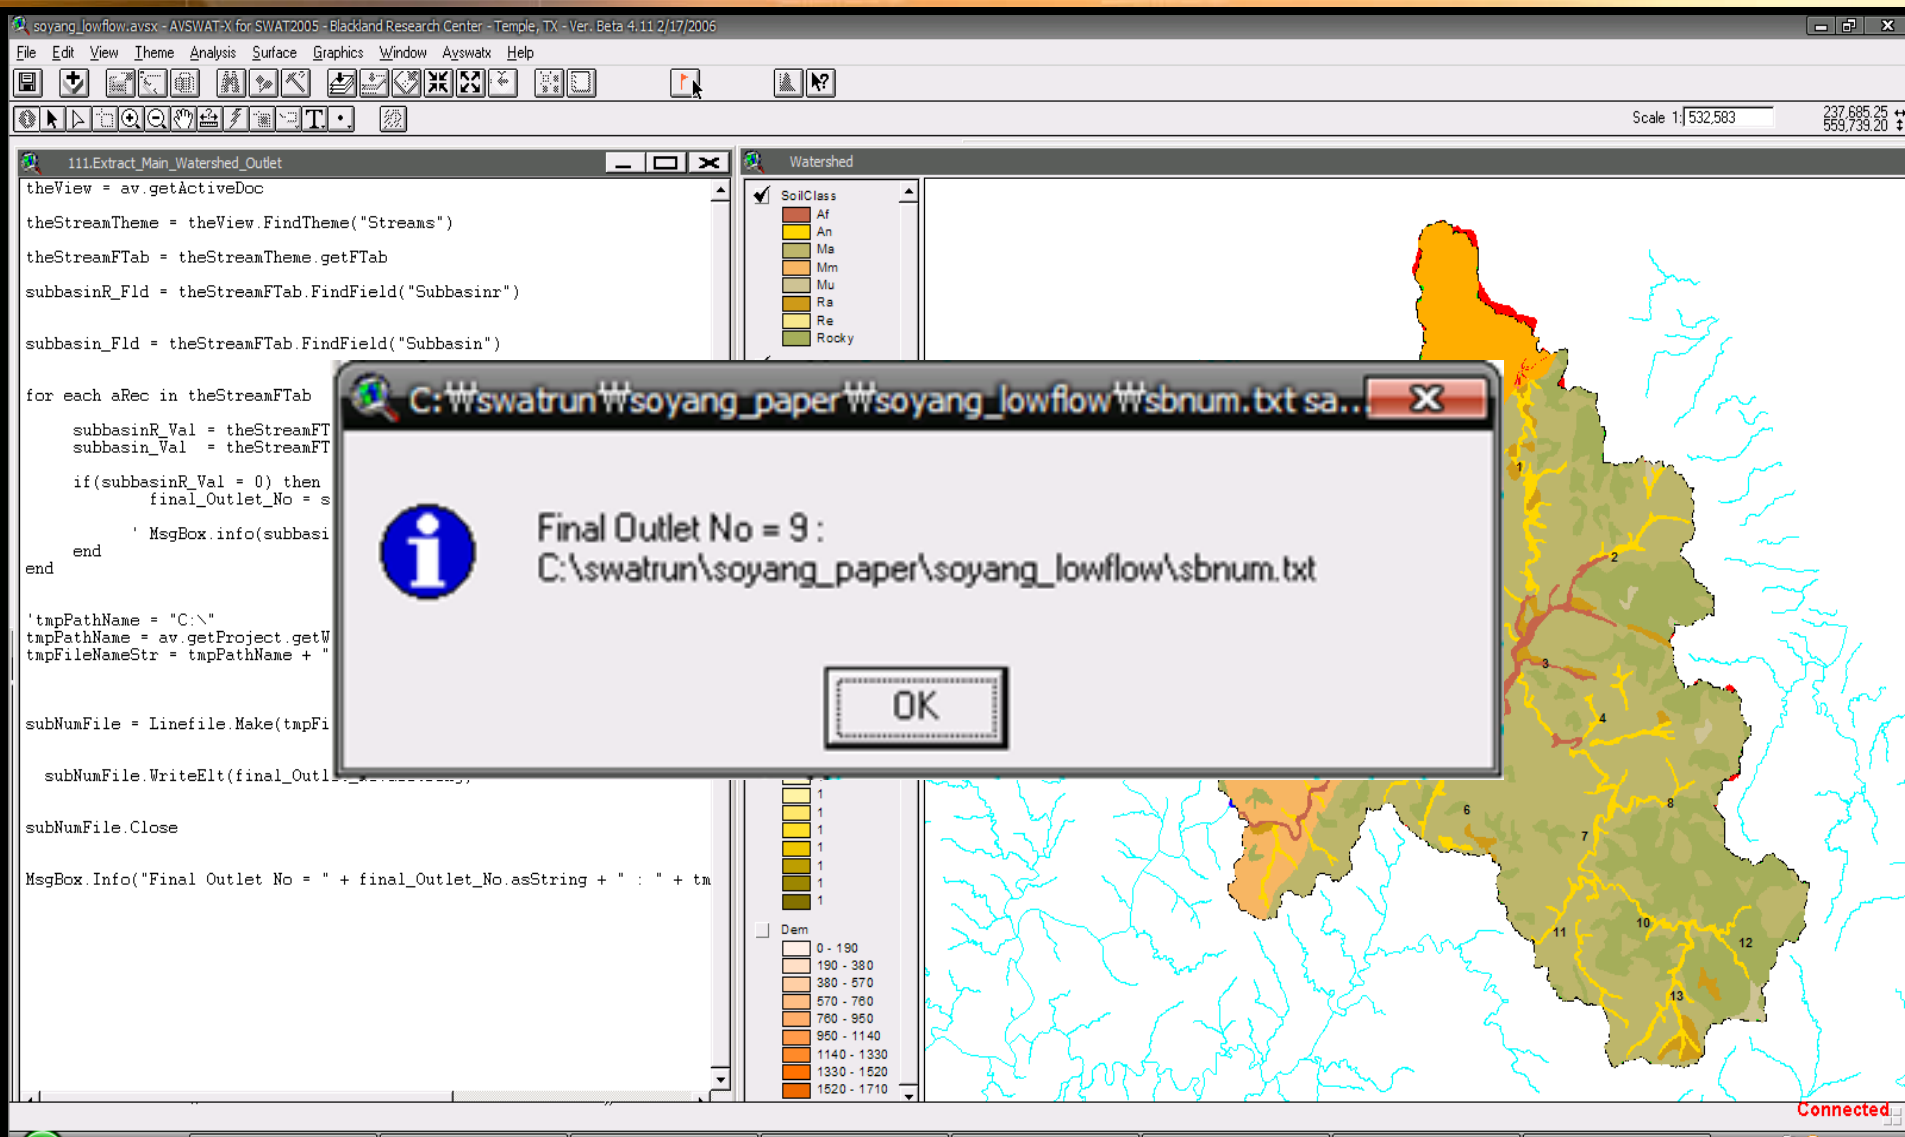 soyang_lowflow.avsx - AVSWAT-X for SWAT2005 - Blackland Research Center - Temple, TX - Ver. Beta 4.11 2/17/2006
File Edit View Theme Analysis Surface Graphics Window Avswatx Help
Scale 1: 532,583
237,685.25
559,739.20
111.Extract_Main_Watershed_Outlet
theView = av.getActiveDoc
theStreamTheme = theView.FindTheme("Streams")
theStreamFTab = theStreamTheme.getFTab
subbasinR_Fld = theStreamFTab.FindField("Subbasinr")
subbasin_Fld = theStreamFTab.FindField("Subbasin")
for each aRec in theStreamFTab
subbasinR_Val = theStreamFT
subbasin_Val = theStreamFT
if(subbasinR_Val = 0) then
final_Outlet_No = s
' MsgBox.info(subbasi
end
end
'tmpPathName = "C:\"
tmpPathName = av.getProject.getW
tmpFileNameStr = tmpPathName + "
subNumFile = Linefile.Make(tmpFi
subNumFile.WriteElt(final_Outl
subNumFile.Close
MsgBox.Info("Final Outlet No = " + final_Outlet_No.asString + " : " + tm
C:₩swatrun₩soyang_paper₩soyang_lowflow₩sbnum.txt sa...
Final Outlet No = 9 :
C:\swatrun\soyang_paper\soyang_lowflow\sbnum.txt
OK
Watershed
SoilClass
Af
An
Ma
Mm
Mu
Ra
Re
Rocky
1
1
1
1
1
1
1
Dem
0 - 190
190 - 380
380 - 570
570 - 760
760 - 950
950 - 1140
1140 - 1330
1330 - 1520
1520 - 1710
1
2
3
4
6
8
7
10
11
12
13
Connected